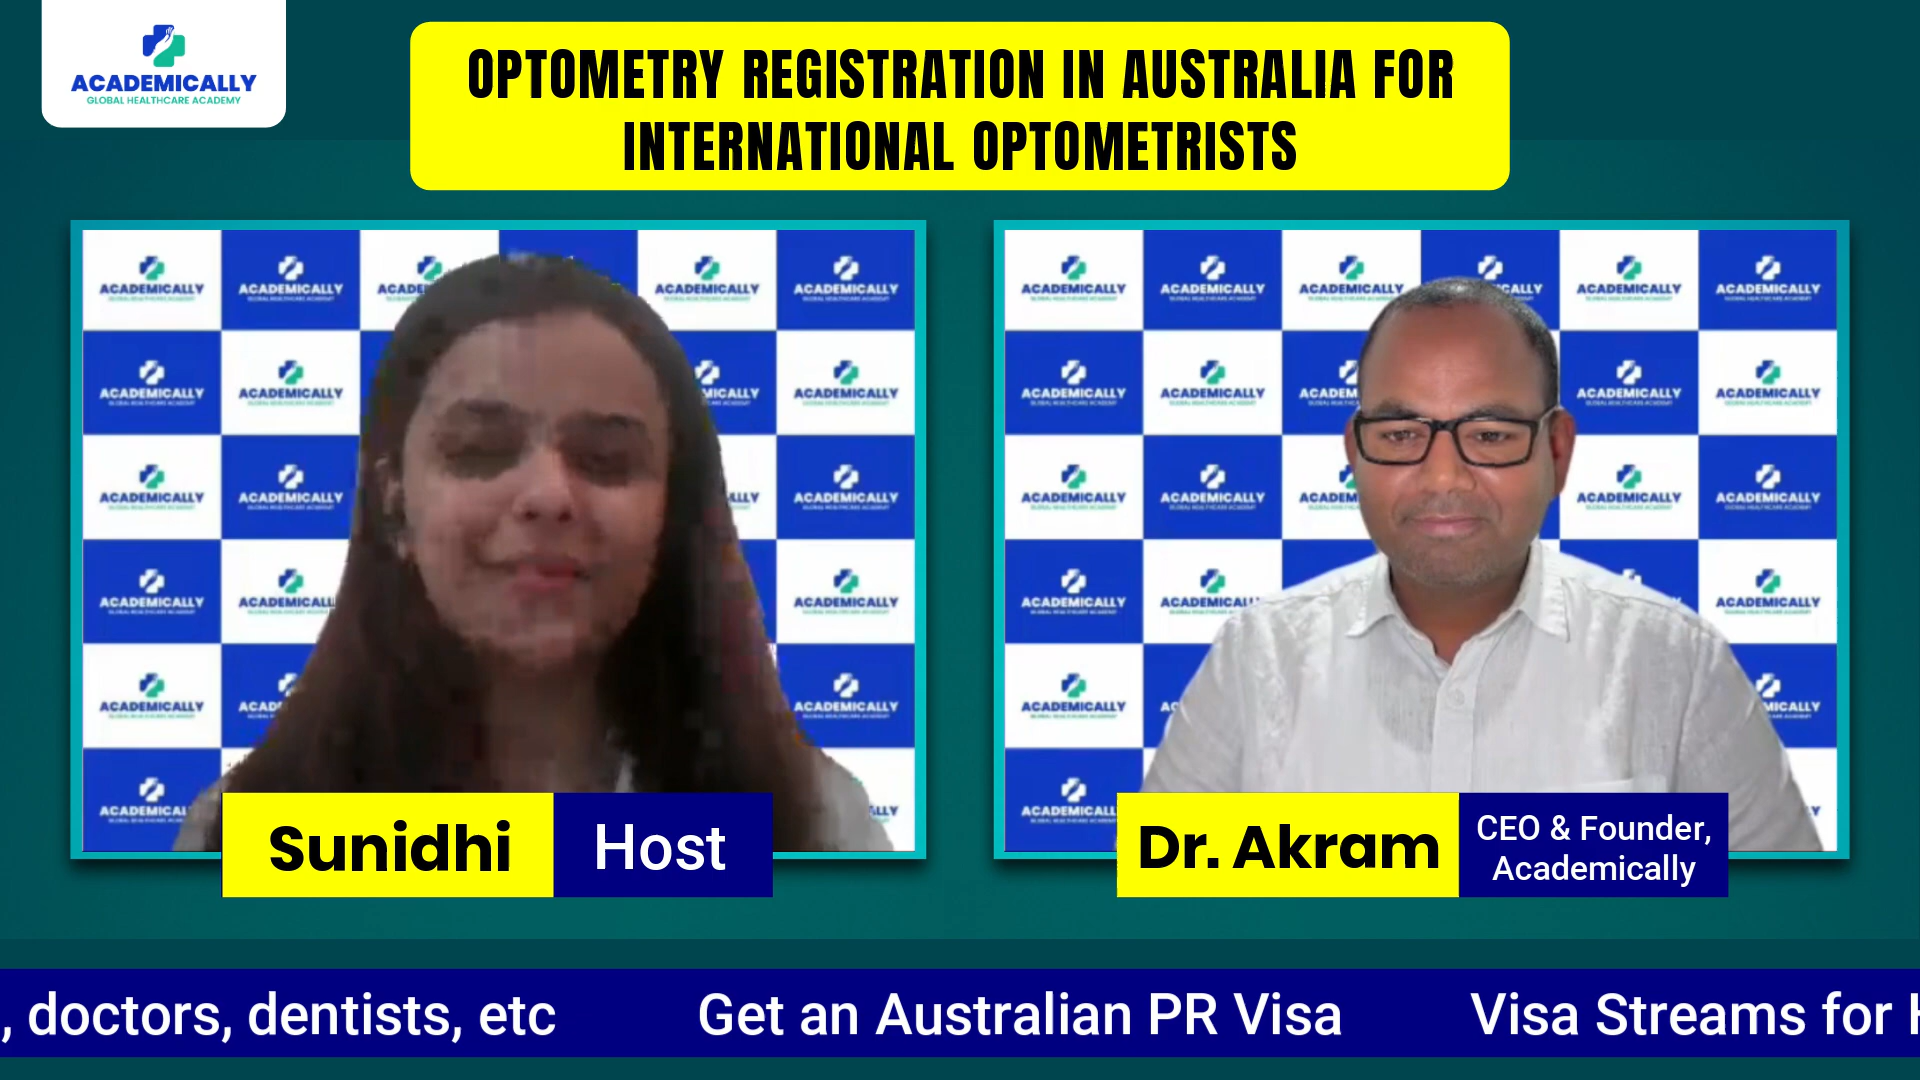 ACADEMICALLY
GLOBAL HEALTHCARE ACADEMY
OPTOMETRY REGISTRATION IN AUSTRALIA FOR
INTERNATIONAL OPTOMETRISTS
Sunidhi
Host
Dr. Akram
CEO & Founder,
Academically
, doctors, dentists, etc
Get an Australian PR Visa
Visa Streams for